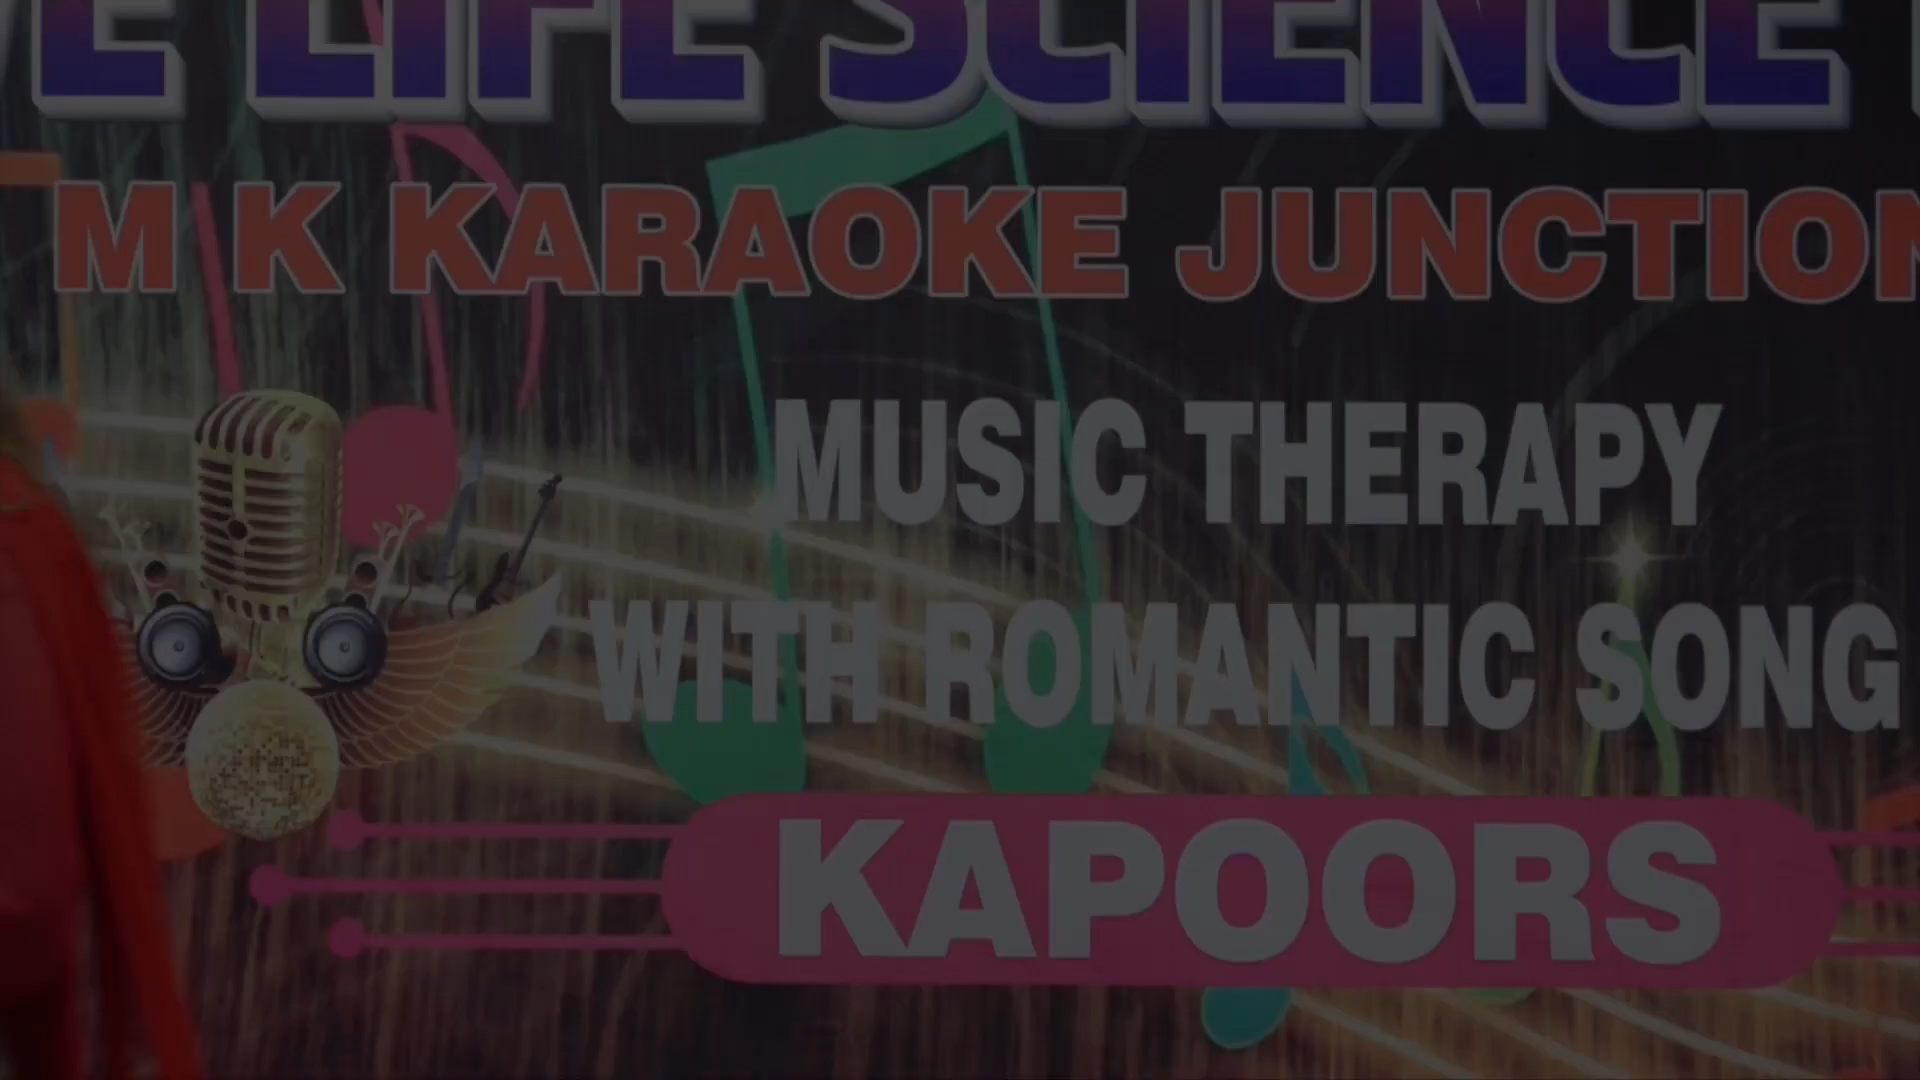 E LIFE SCIENCE
M K KARAOKE JUNCTION
MUSIC THERAPY
WITH ROMANTIC SONG
KAPOORS